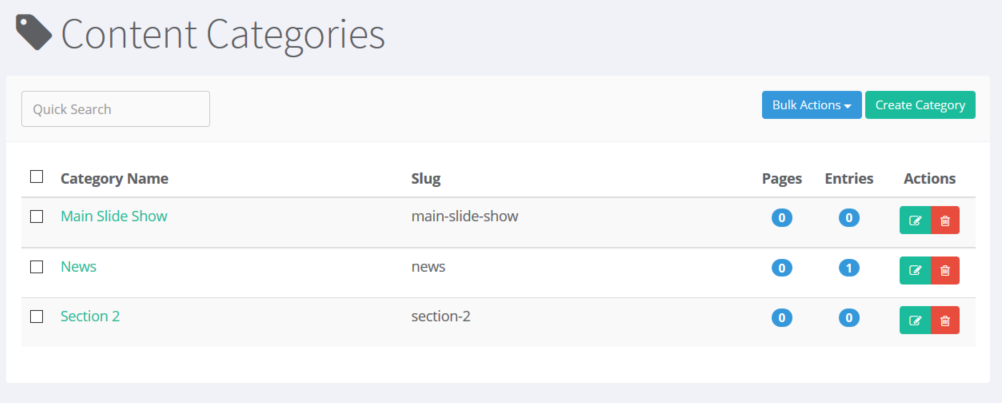 Content Categories
Quick Search
Bulk Actions
Create Category
Category Name Slug Pages Entries Actions
Main Slide Show main-slide-show 0 0
News news 0 1
Section 2 section-2 0 0